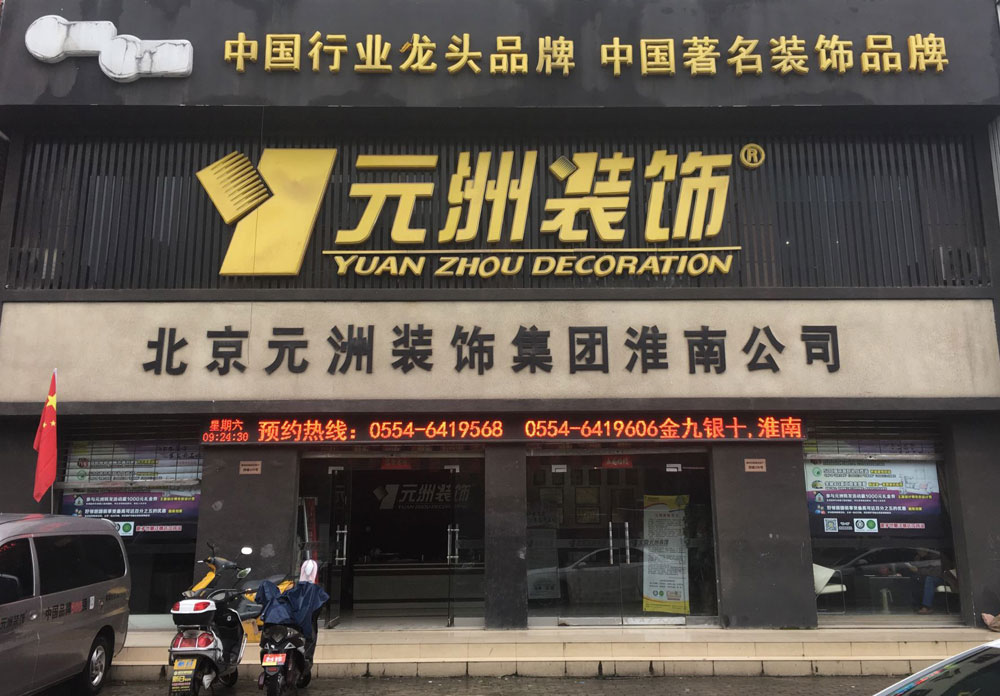 中国行业龙头品牌 中国著名装饰品牌
元洲装饰®
YUAN ZHOU DECORATION
北京元洲装饰集团淮南公司
星期六
09:24:30
预约热线：0554-6419568 0554-6419606金九银十,淮南
元洲装饰